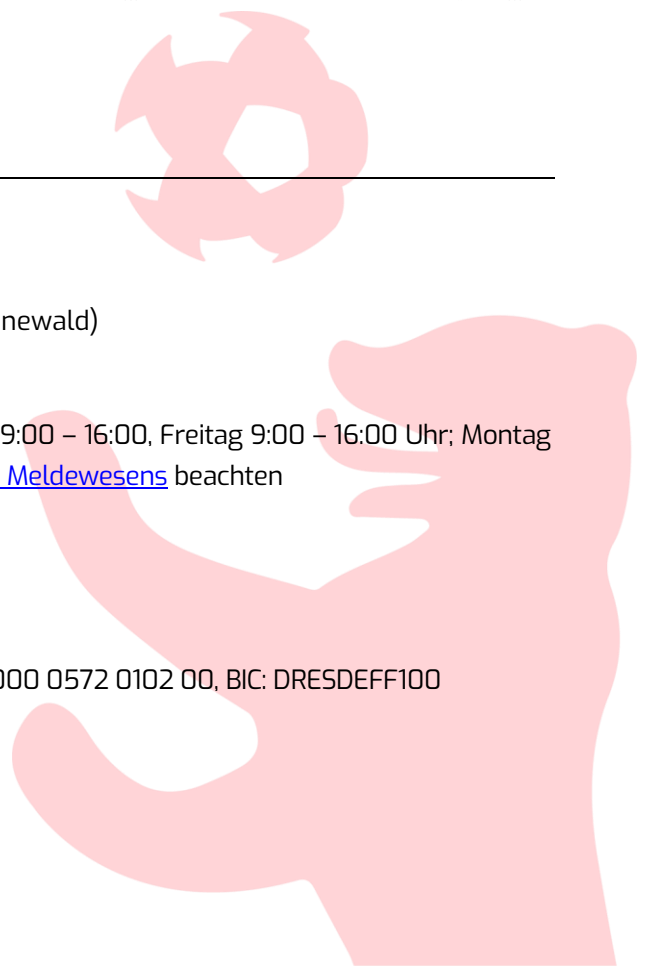 newald)
9:00 – 16:00, Freitag 9:00 – 16:00 Uhr; Montag
Meldewesens beachten
000 0572 0102 00, BIC: DRESDEFF100